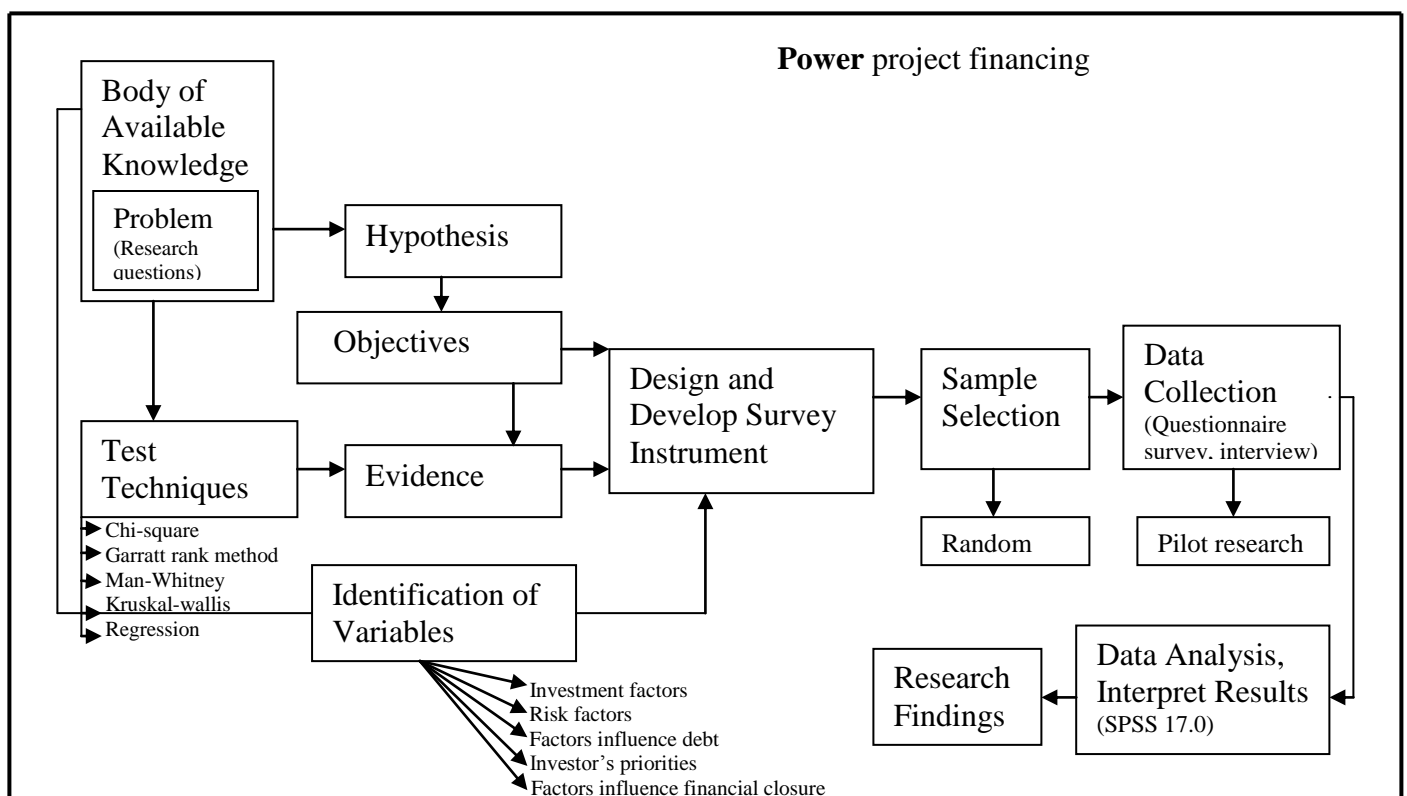 Power project financing
Body of
Available
Knowledge
Problem
(Research
questions)
Hypothesis
Objectives
Test
Techniques
Evidence
Chi-square
Garratt rank method
Man-Whitney
Kruskal-wallis
Regression
Identification of
Variables
Investment factors
Risk factors
Factors influence debt
Investor's priorities
Factors influence financial closure
Design and
Develop Survey
Instrument
Sample
Selection
Random
Data
Collection
(Questionnaire
survey, interview)
Pilot research
Data Analysis,
Interpret Results
(SPSS 17.0)
Research
Findings